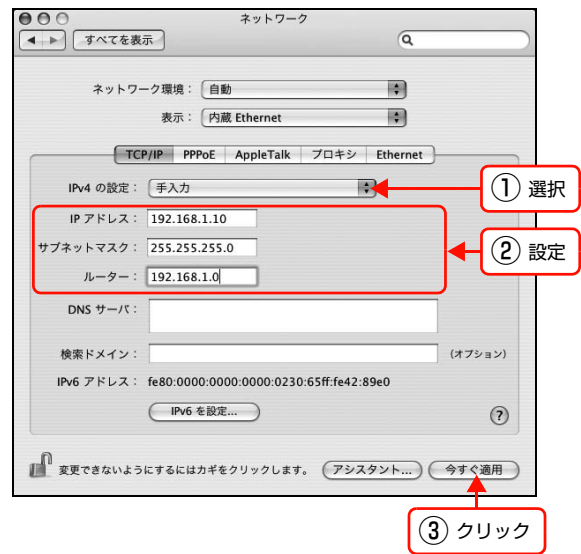 ネットワーク
すべてを表示
ネットワーク環境： 自動
表示： 内蔵 Ethernet
TCP/IP PPPoE AppleTalk プロキシ Ethernet
IPv4 の設定： 手入力
① 選択
IP アドレス： 192.168.1.10
サブネットマスク： 255.255.255.0
② 設定
ルーター： 192.168.1.0
DNS サーバ：
検索ドメイン： (オプション)
IPv6 アドレス： fe80:0000:0000:0000:0230:65ff:fe42:89e0
IPv6 を設定... ?
変更できないようにするにはカギをクリックします。 アシスタント... 今すぐ適用
③ クリック